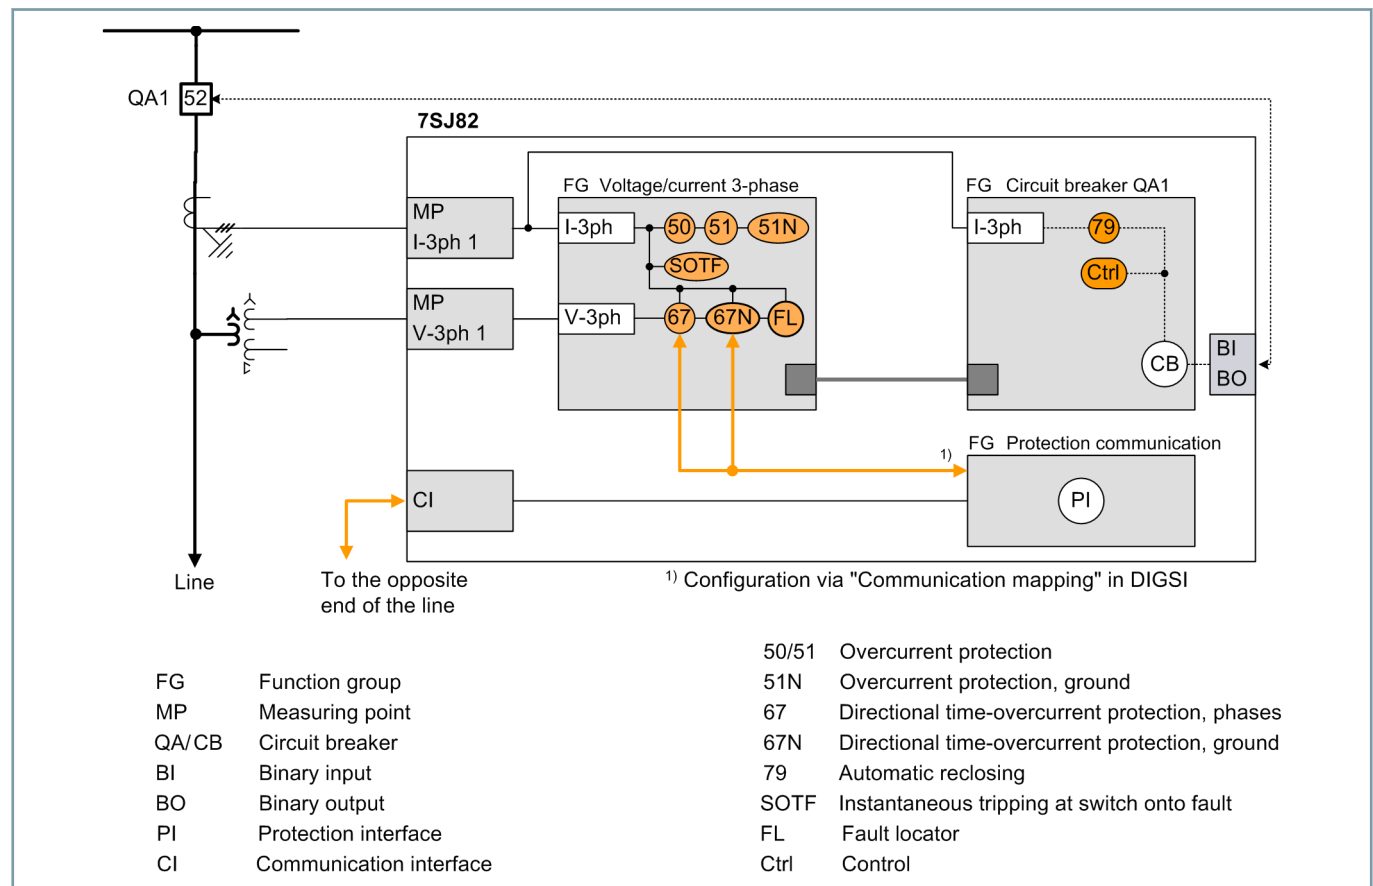 QA1 52
7SJ82
FG Voltage/current 3-phase
FG Circuit breaker QA1
MP
I-3ph 1
I-3ph
50
51
51N
SOTF
I-3ph
79
Ctrl
MP
V-3ph 1
V-3ph
67
67N
FL
CB
BI
BO
FG Protection communication
1)
CI
PI
Line
To the opposite
end of the line
1) Configuration via "Communication mapping" in DIGSI
FG Function group
MP Measuring point
QA/CB Circuit breaker
BI Binary input
BO Binary output
PI Protection interface
CI Communication interface
50/51 Overcurrent protection
51N Overcurrent protection, ground
67 Directional time-overcurrent protection, phases
67N Directional time-overcurrent protection, ground
79 Automatic reclosing
SOTF Instantaneous tripping at switch onto fault
FL Fault locator
Ctrl Control